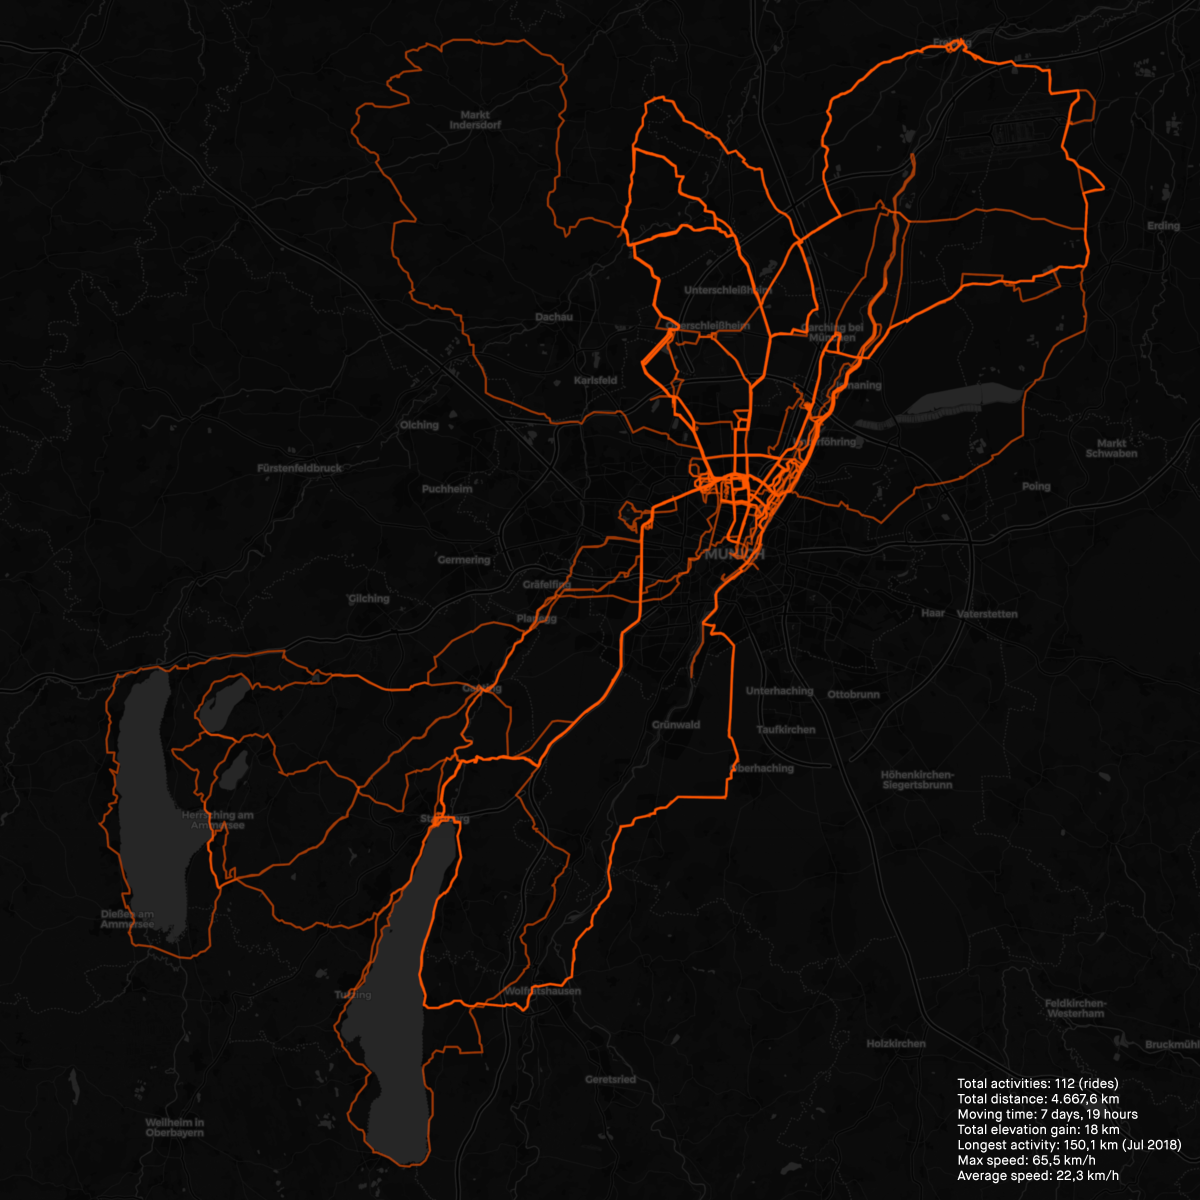 Freising
Markt
Indersdorf
Erding
Unterschleißheim
Dachau
Oberschleißheim
Garching bei
München
Karlsfeld
Ismaning
Olching
Unterföhring
Markt
Schwaben
Fürstenfeldbruck
Puchheim
Poing
MUNICH
Germering
Gräfelfing
Gilching
Planegg
Haar
Vaterstetten
Gauting
Unterhaching
Ottobrunn
Grünwald
Taufkirchen
Oberhaching
Höhenkirchen-
Siegertsbrunn
Herrsching am
Ammersee
Starnberg
Dießen am
Ammersee
Tutzing
Wolfratshausen
Feldkirchen-
Westerham
Holzkirchen
Bruckmühl
Geretsried
Weilheim in
Oberbayern
Total activities: 112 (rides)
Total distance: 4.667,6 km
Moving time: 7 days, 19 hours
Total elevation gain: 18 km
Longest activity: 150,1 km (Jul 2018)
Max speed: 65,5 km/h
Average speed: 22,3 km/h